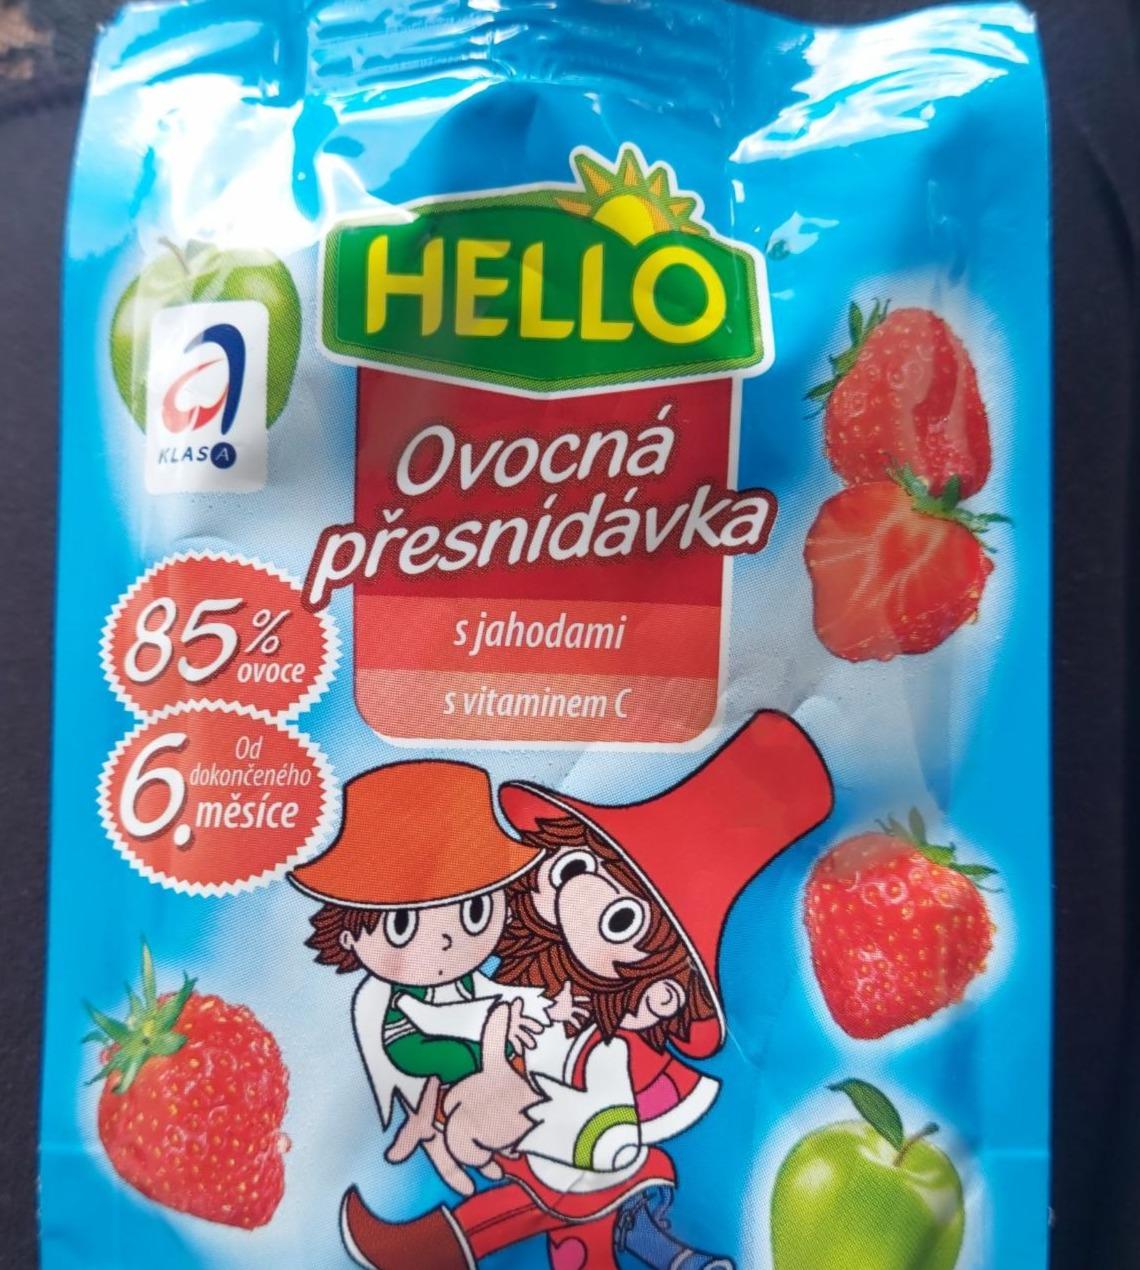 HELLO
KLASA
Ovocná
přesnídávka
s jahodami
s vitaminem C
85%
ovoce
6. Od
dokončeného
měsíce